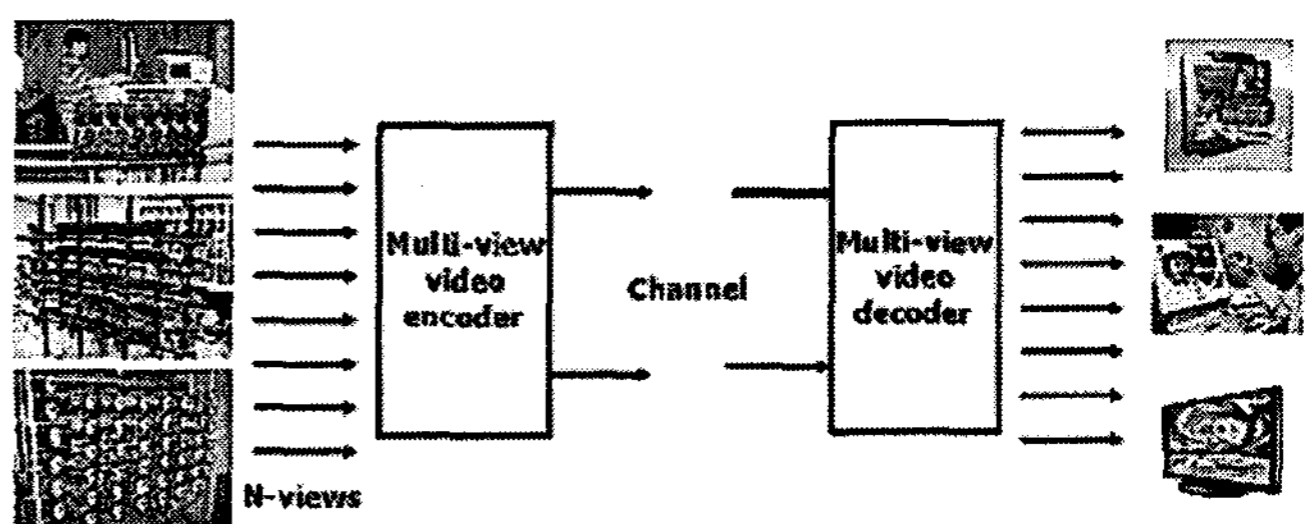 Multi-view
video
encoder
Channel
Multi-view
video
decoder
N-views